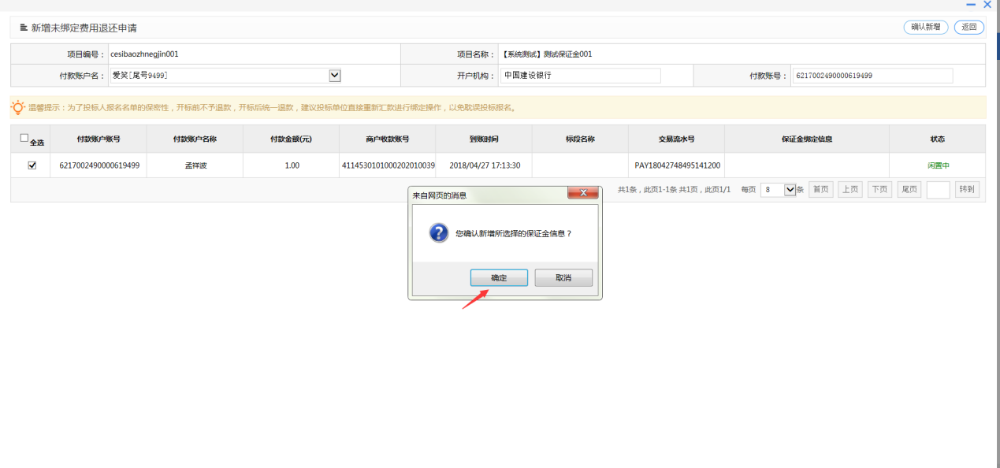 新增未绑定费用退还申请
确认新增 返回
项目编号： cesibaozhnegjin001 项目名称： 【系统测试】测试保证金001
付款账户名： 爱笑[尾号9499] 开户机构： 中国建设银行 付款账号： 6217002490000619499
温馨提示：为了投标人报名名单的保密性，开标前不予退款，开标后统一退款，建议投标单位直接重新汇款进行绑定操作，以免耽误投标报名。
全选 付款账户账号 付款账户名称 付款金额(元) 商户收款账号 到账时间 标段名称 交易流水号 保证金绑定信息 状态
6217002490000619499 孟祥波 1.00 4114530101000202010039 2018/04/27 17:13:30 PAY18042748495141200 闲置中
共1条，此页1-1条 共1页，此页1/1 每页 8 条 首页 上页 下页 尾页 转到
来自网页的消息
您确认新增所选择的保证金信息？
确定 取消